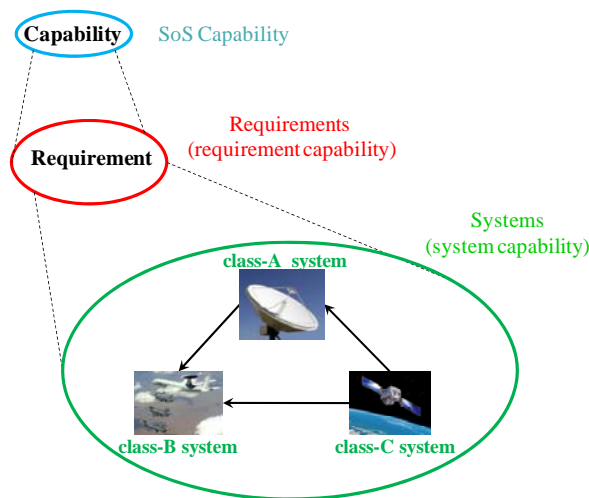 Capability
SoS Capability
Requirement
Requirements
(requirement capability)
Systems
(system capability)
class-A system
class-B system
class-C system